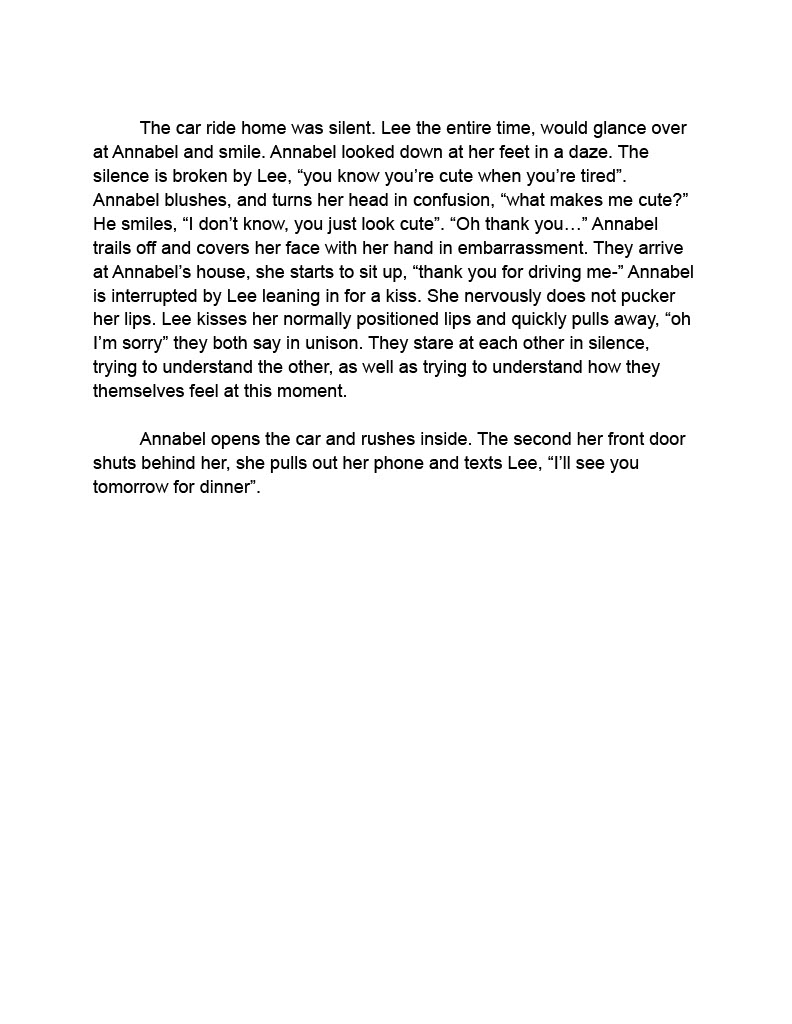 The car ride home was silent. Lee the entire time, would glance over
at Annabel and smile. Annabel looked down at her feet in a daze. The
silence is broken by Lee, “you know you’re cute when you’re tired”.
Annabel blushes, and turns her head in confusion, “what makes me cute?”
He smiles, “I don’t know, you just look cute”. “Oh thank you…” Annabel
trails off and covers her face with her hand in embarrassment. They arrive
at Annabel’s house, she starts to sit up, “thank you for driving me-” Annabel
is interrupted by Lee leaning in for a kiss. She nervously does not pucker
her lips. Lee kisses her normally positioned lips and quickly pulls away, “oh
I’m sorry” they both say in unison. They stare at each other in silence,
trying to understand the other, as well as trying to understand how they
themselves feel at this moment.
Annabel opens the car and rushes inside. The second her front door
shuts behind her, she pulls out her phone and texts Lee, “I’ll see you
tomorrow for dinner”.